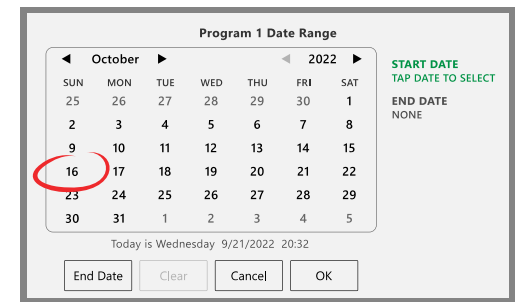 Program 1 Date Range
◀ October ▶ ◀ 2022 ▶
SUN MON TUE WED THU FRI SAT
25 26 27 28 29 30 1
2 3 4 5 6 7 8
9 10 11 12 13 14 15
16 17 18 19 20 21 22
23 24 25 26 27 28 29
30 31 1 2 3 4 5
Today is Wednesday 9/21/2022 20:32
End Date Clear Cancel OK
START DATE
TAP DATE TO SELECT
END DATE
NONE